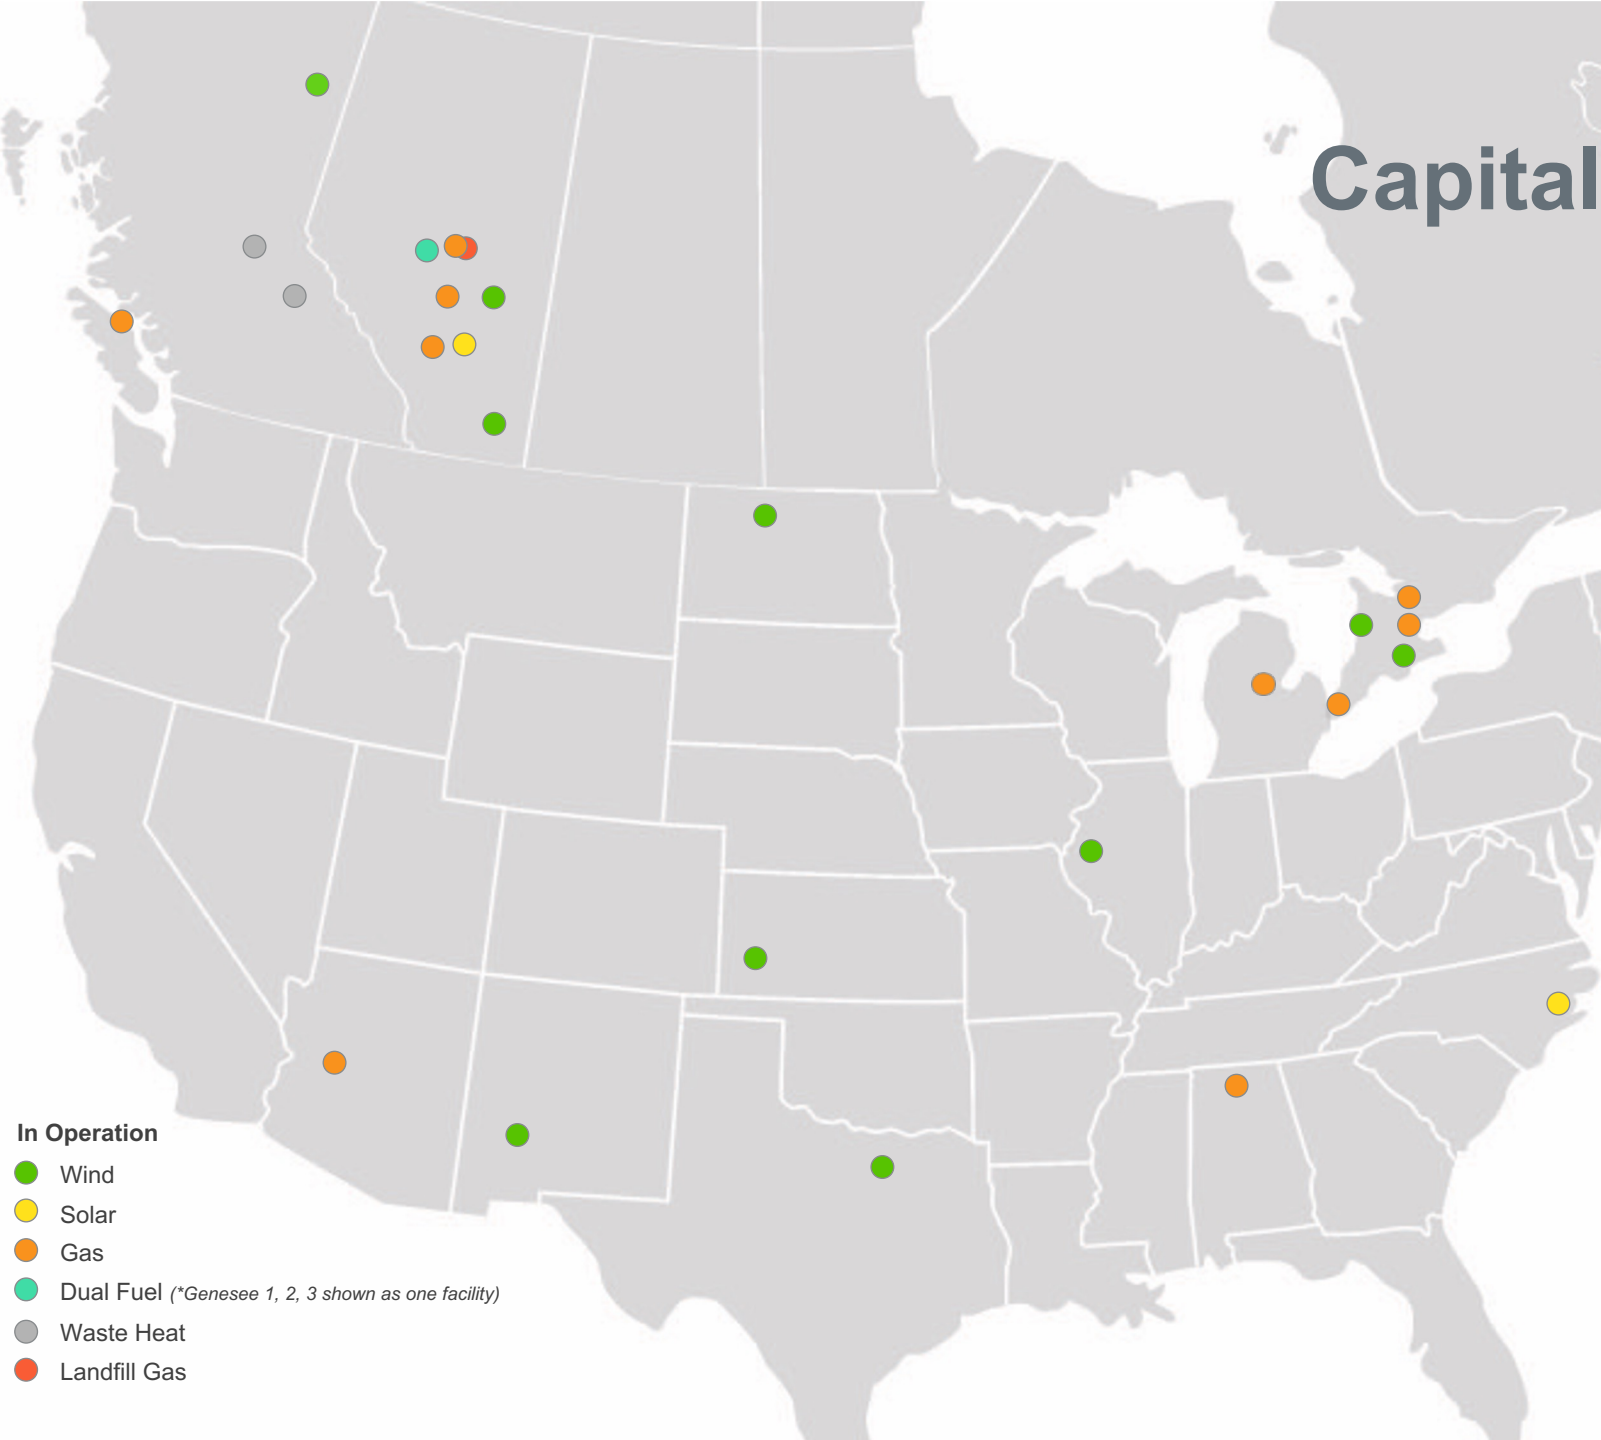 Capital
In Operation
Wind
Solar
Gas
Dual Fuel (*Genesee 1, 2, 3 shown as one facility)
Waste Heat
Landfill Gas